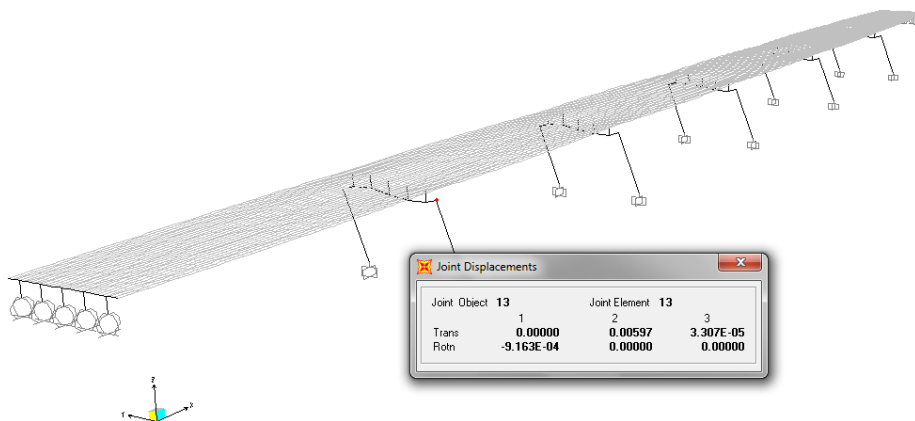 Joint Displacements
Joint Object 13 Joint Element 13
1 2 3
Trans 0.00000 0.00597 3.307E-05
Rotn -9.163E-04 0.00000 0.00000
Z
Y X